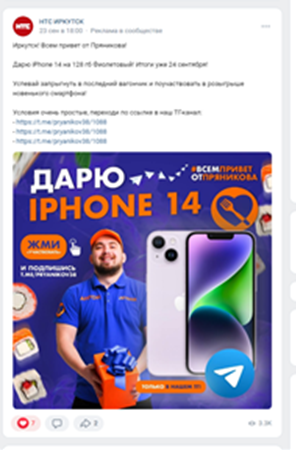 НТС ИРКУТСК
23 сен в 18:00 · Реклама в сообществе
Иркутск! Всем привет от Пряникова!
Дарю iPhone 14 на 128 гб Фиолетовый! Итоги уже 24 сентября!
Успевай запрыгнуть в последний вагончик и поучаствовать в розыгрыше
новенького смартфона!
Условия очень простые, переходи по ссылке в наш ТГ-канал:
- https://t.me/pryanikov38/1088
- https://t.me/pryanikov38/1088
- https://t.me/pryanikov38/1088
ДАРЮ
#ВСЕМПРИВЕТ
ОТПРЯНИКОВА
IPHONE 14
ЖМИ
И ПОДПИШИСЬ
T.ME/PRYANIKOV38
ТОЛЬКО В НАШЕМ ТГ!
7
2
3.3K